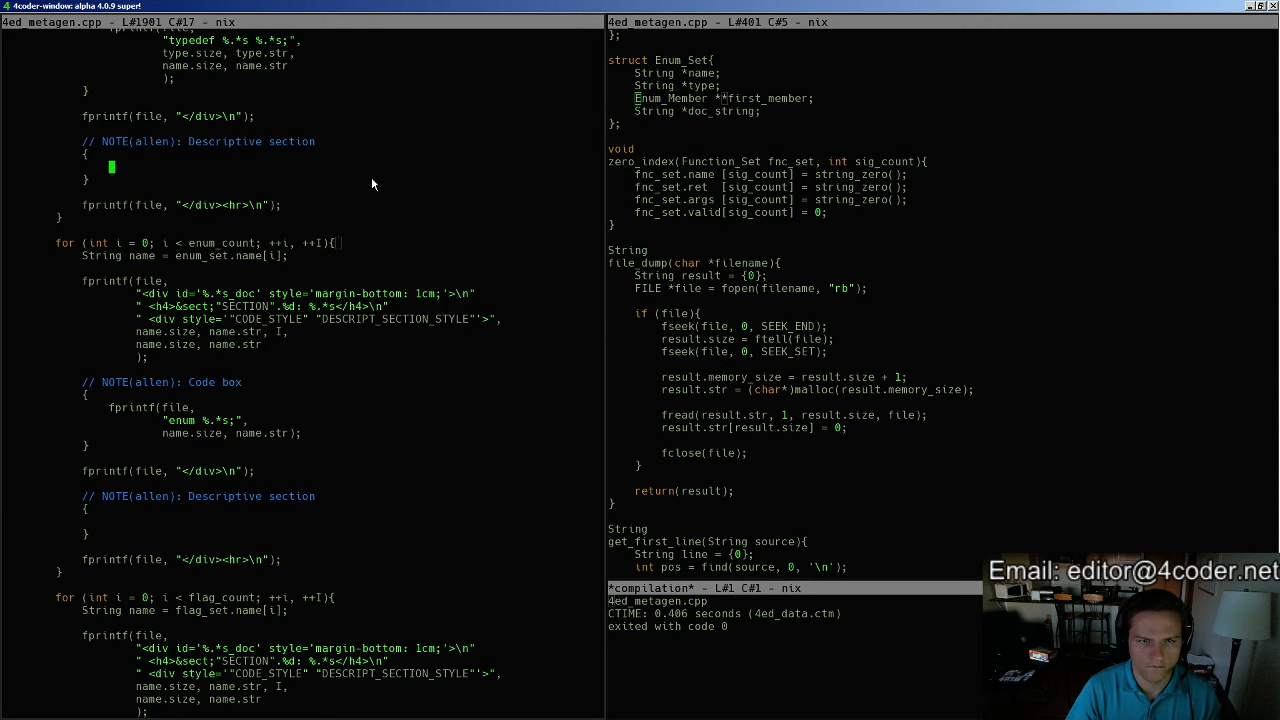 4coder-window: alpha 4.0.9 super!
4ed_metagen.cpp - L#1901 C#17 - nix
fprintf(file,
"typedef %.*s %.*s;",
type.size, type.str,
name.size, name.str
);
}
fprintf(file, "</div>\n");
// NOTE(allen): Descriptive section
{
}
fprintf(file, "</div><hr>\n");
}
for (int i = 0; i < enum_count; ++i, ++I){
String name = enum_set.name[i];
fprintf(file,
"<div id='%.*s_doc' style='margin-bottom: 1cm;'>\n"
" <h4>&sect;"SECTION".%d: %.*s</h4>\n"
" <div style='"CODE_STYLE" "DESCRIPT_SECTION_STYLE"'>",
name.size, name.str, I,
name.size, name.str
);
// NOTE(allen): Code box
{
fprintf(file,
"enum %.*s;",
name.size, name.str);
}
fprintf(file, "</div>\n");
// NOTE(allen): Descriptive section
{
}
fprintf(file, "</div><hr>\n");
}
for (int i = 0; i < flag_count; ++i, ++I){
String name = flag_set.name[i];
fprintf(file,
"<div id='%.*s_doc' style='margin-bottom: 1cm;'>\n"
" <h4>&sect;"SECTION".%d: %.*s</h4>\n"
" <div style='"CODE_STYLE" "DESCRIPT_SECTION_STYLE"'>",
name.size, name.str, I,
name.size, name.str
);
4ed_metagen.cpp - L#401 C#5 - nix
};
struct Enum_Set{
String *name;
String *type;
Enum_Member **first_member;
String *doc_string;
};
void
zero_index(Function_Set fnc_set, int sig_count){
fnc_set.name [sig_count] = string_zero();
fnc_set.ret  [sig_count] = string_zero();
fnc_set.args [sig_count] = string_zero();
fnc_set.valid[sig_count] = 0;
}
String
file_dump(char *filename){
String result = {0};
FILE *file = fopen(filename, "rb");
if (file){
fseek(file, 0, SEEK_END);
result.size = ftell(file);
fseek(file, 0, SEEK_SET);
result.memory_size = result.size + 1;
result.str = (char*)malloc(result.memory_size);
fread(result.str, 1, result.size, file);
result.str[result.size] = 0;
fclose(file);
}
return(result);
}
String
get_first_line(String source){
String line = {0};
int pos = find(source, 0, '\n');
*compilation* - L#1 C#1 - nix
4ed_metagen.cpp
CTIME: 0.406 seconds (4ed_data.ctm)
exited with code 0
Email: editor@4coder.net